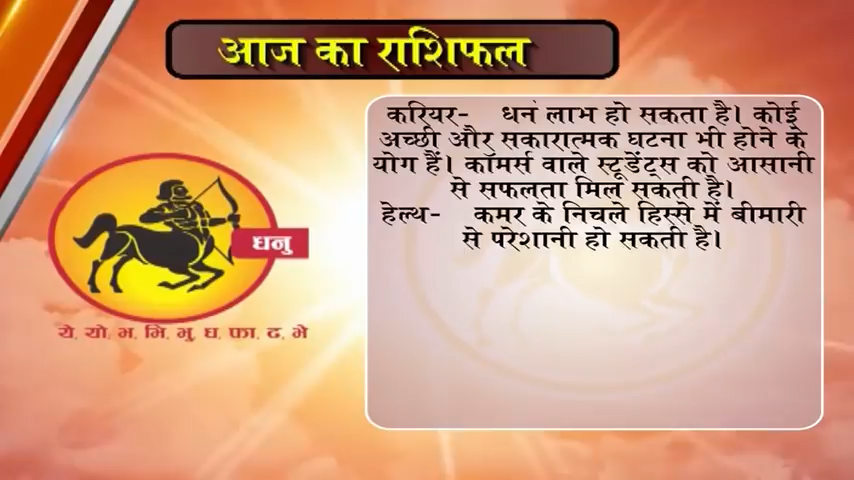 आज का राशिफल
करियर- धन लाभ हो सकता है। कोई
अच्छी और सकारात्मक घटना भी होने के
योग हैं। कॉमर्स वाले स्टूडेंट्स को आसानी
से सफलता मिल सकती है।
हेल्थ- कमर के निचले हिस्से में बीमारी
से परेशानी हो सकती है।
धनु
ये, यो, भ, भि, भु, ध, फा, ढ, भे